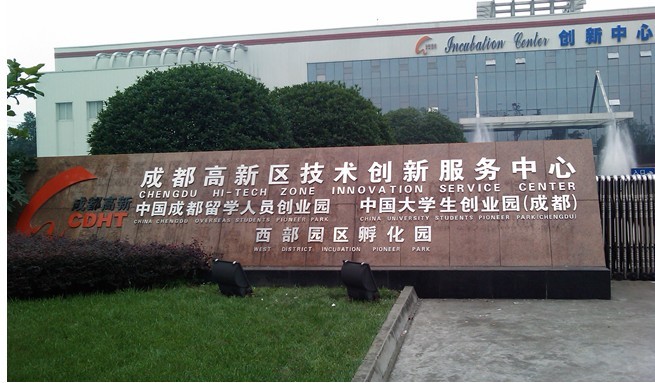 Incubation Center 创新中心
成都高新区技术创新服务中心
CHENGDU HI-TECH ZONE INNOVATION SERVICE CENTER
成都高新
CDHT
中国成都留学人员创业园 中国大学生创业园(成都)
CHINA CHENGDU OVERSEAS STUDENTS PIONEER PARK CHINA UNIVERSITY STUDENTS PIONEER PARK(CHENGDU)
西部园区孵化园
WEST DISTRICT INCUBATION PIONEER PARK